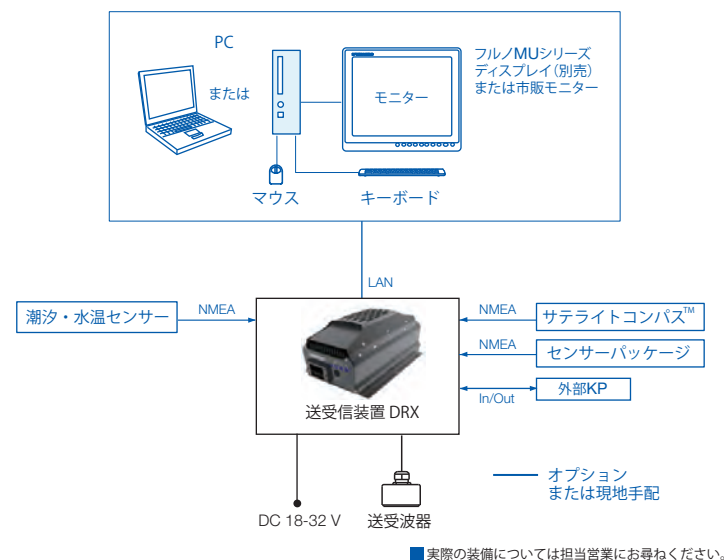 PC
または
モニター
フルノMUシリーズ
ディスプレイ(別売)
または市販モニター
マウス
キーボード
LAN
潮汐・水温センサー
NMEA
NMEA
サテライトコンパス™
NMEA
センサーパッケージ
In/Out
外部KP
送受信装置 DRX
DC 18-32 V
送受波器
オプション
または現地手配
■実際の装備については担当営業にお尋ねください。